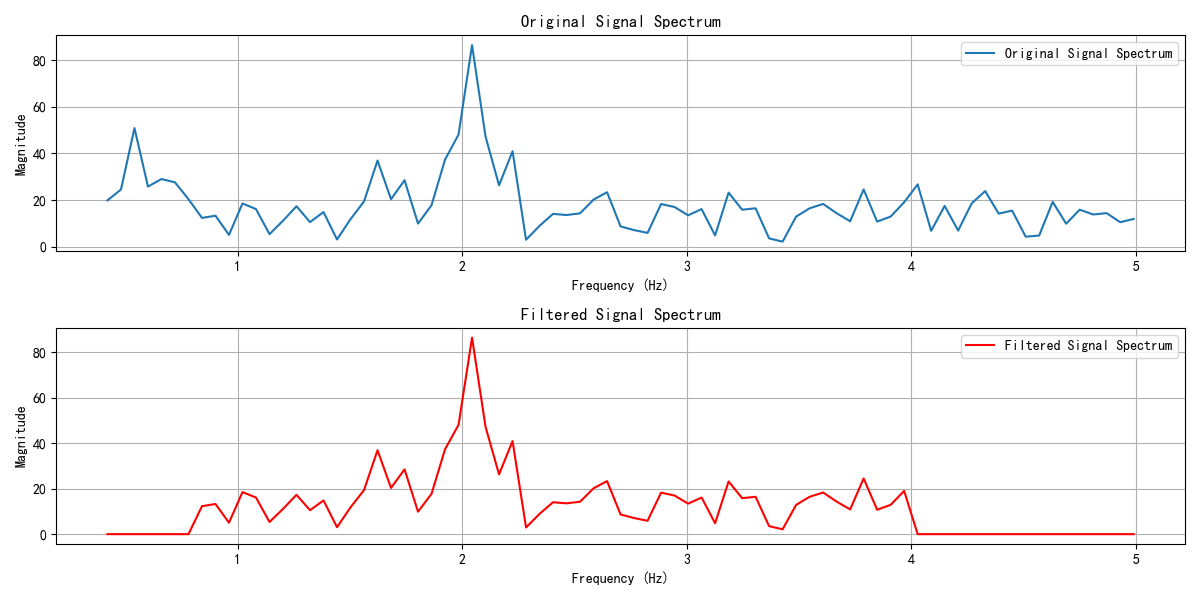 Original Signal Spectrum
Original Signal Spectrum
80
60
40
20
0
Magnitude
1 2 3 4 5
Frequency (Hz)
Filtered Signal Spectrum
Filtered Signal Spectrum
80
60
40
20
0
Magnitude
1 2 3 4 5
Frequency (Hz)